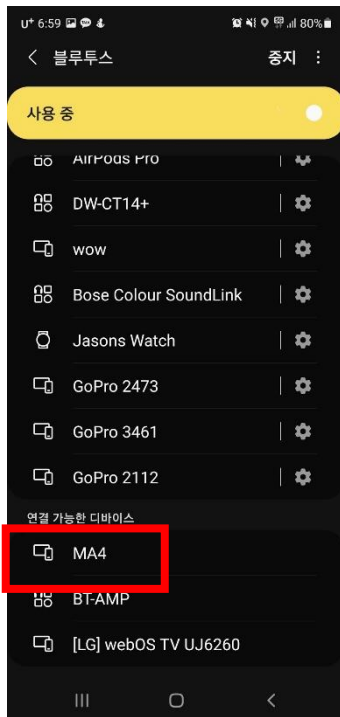 U+ 6:59 80%
블루투스 중지
사용 중
AirPods Pro
DW-CT14+
wow
Bose Colour SoundLink
Jasons Watch
GoPro 2473
GoPro 3461
GoPro 2112
연결 가능한 디바이스
MA4
BT-AMP
[LG] webOS TV UJ6260